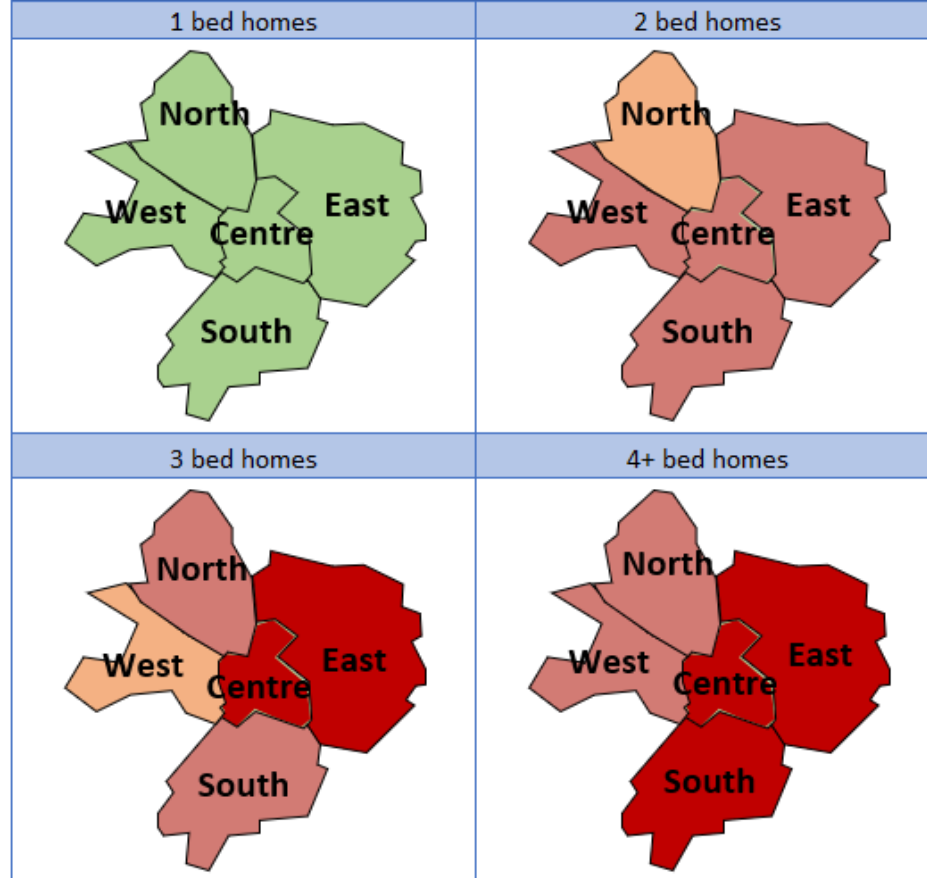 1 bed homes
2 bed homes
North
West
East
Centre
South
North
West
East
Centre
South
3 bed homes
4+ bed homes
North
West
East
Centre
South
North
West
East
Centre
South